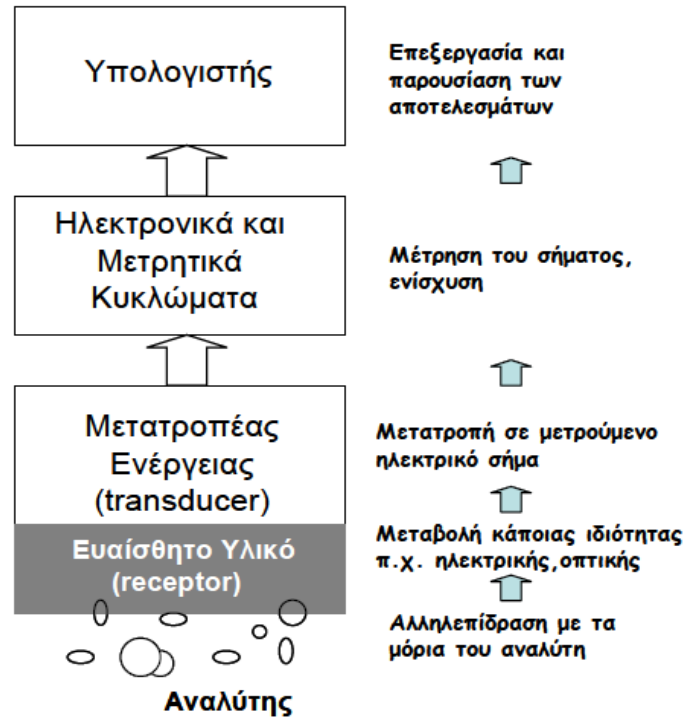 Υπολογιστής
Επεξεργασία και
παρουσίαση των
αποτελεσμάτων
Ηλεκτρονικά και
Μετρητικά
Κυκλώματα
Μέτρηση του σήματος,
ενίσχυση
Μετατροπέας
Ενέργειας
(transducer)
Μετατροπή σε μετρούμενο
ηλεκτρικό σήμα
Ευαίσθητο Υλικό
(receptor)
Μεταβολή κάποιας ιδιότητας
π.χ. ηλεκτρικής,οπτικής
Αλληλεπίδραση με τα
μόρια του αναλύτη
Αναλύτης